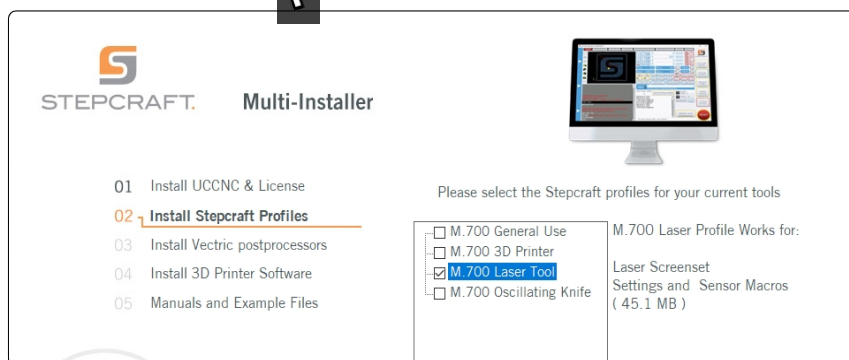 STEPCRAFT.
Multi-Installer
01 Install UCCNC & License
02 Install Stepcraft Profiles
03 Install Vectric postprocessors
04 Install 3D Printer Software
05 Manuals and Example Files
Please select the Stepcraft profiles for your current tools
M.700 General Use
M.700 3D Printer
M.700 Laser Tool
M.700 Oscillating Knife
M.700 Laser Profile Works for:
Laser Screenset
Settings and Sensor Macros
( 45.1 MB )